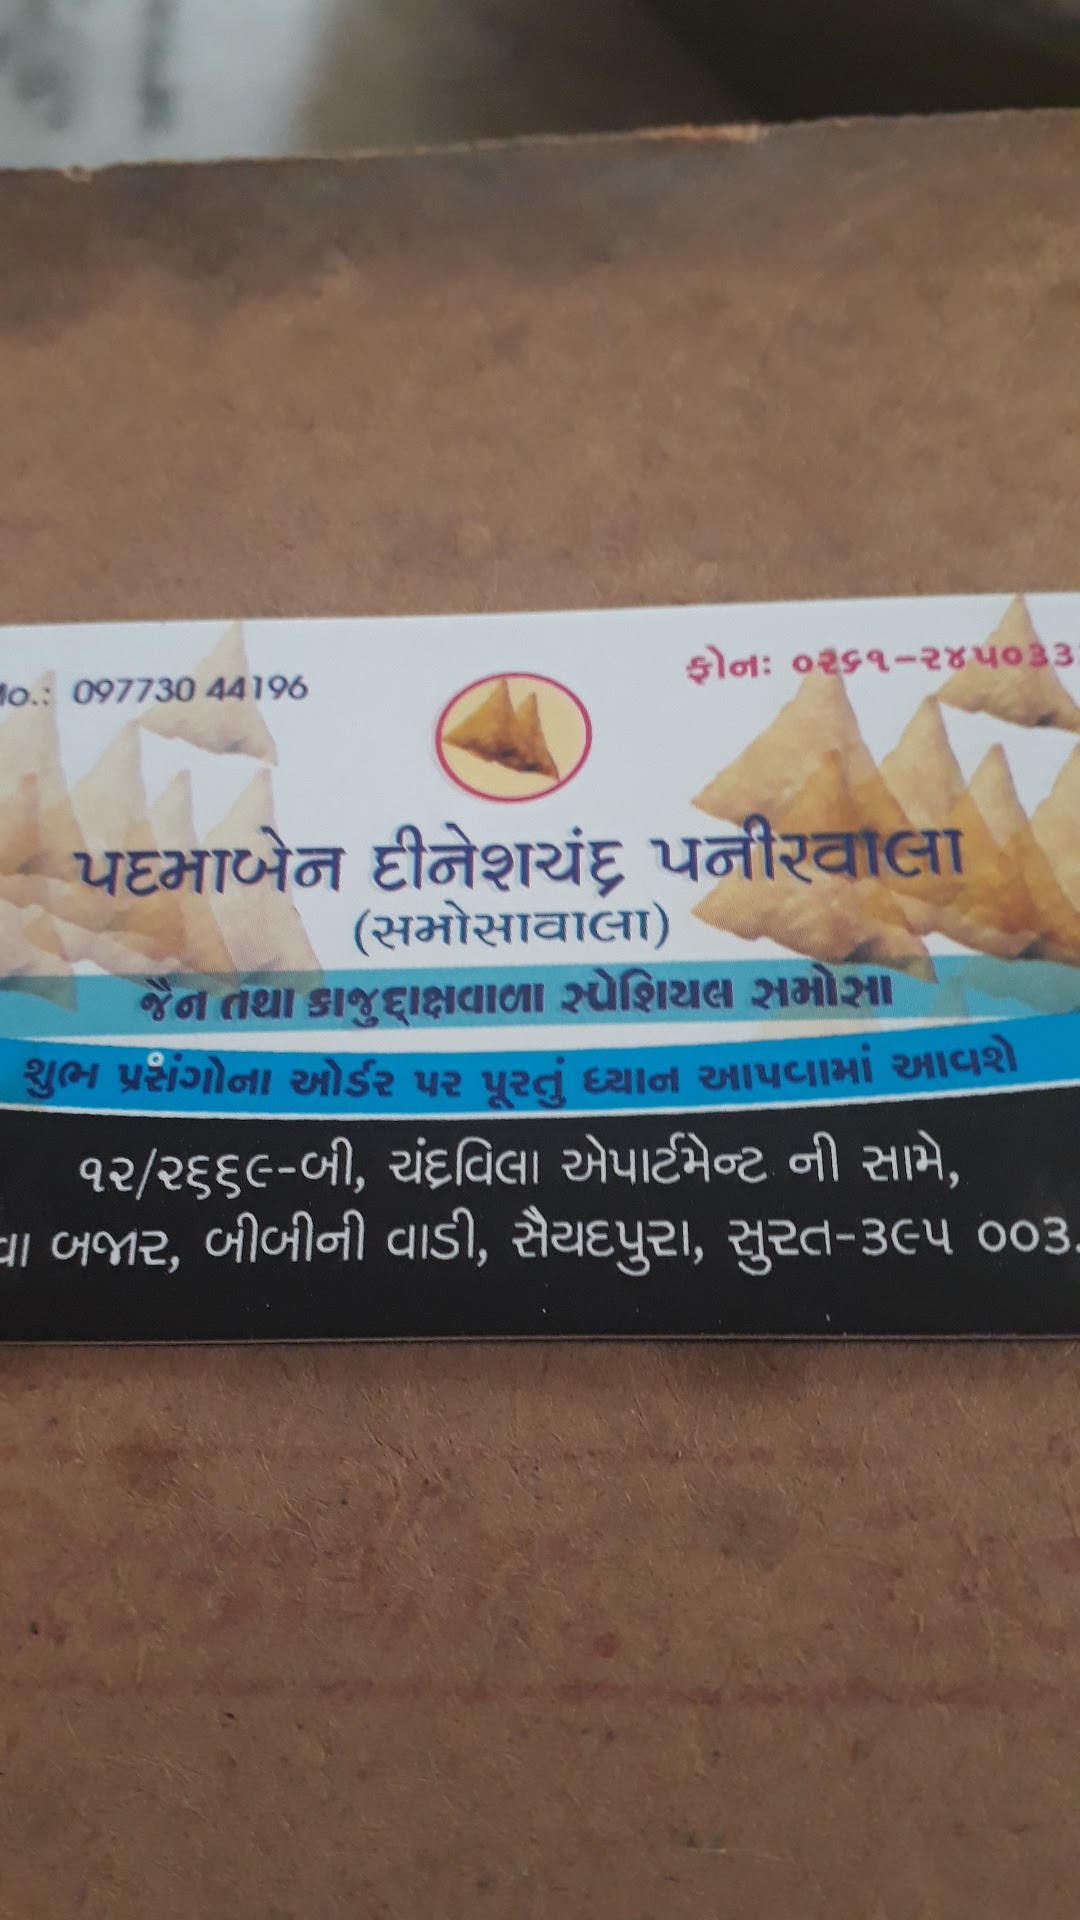 Mo.: 097730 44196
ફોનઃ ૦૨૬૧-૨૪૫૦૩૩
પદમાબેન દીનેશચંદ્ર પનીરવાલા
(સમોસાવાલા)
જૈન તથા કાજુદ્રાક્ષવાળા સ્પેશિયલ સમોસા
શુભ પ્રસંગોના ઓર્ડર પર પૂરતું ધ્યાન આપવામાં આવશે
૧૨/૨૬૬૯-બી, ચંદ્રવિલા એપાર્ટમેન્ટ ની સામે,
બજાર, બીબીની વાડી, સૈયદપુરા, સુરત-૩૯૫ ૦૦૩.